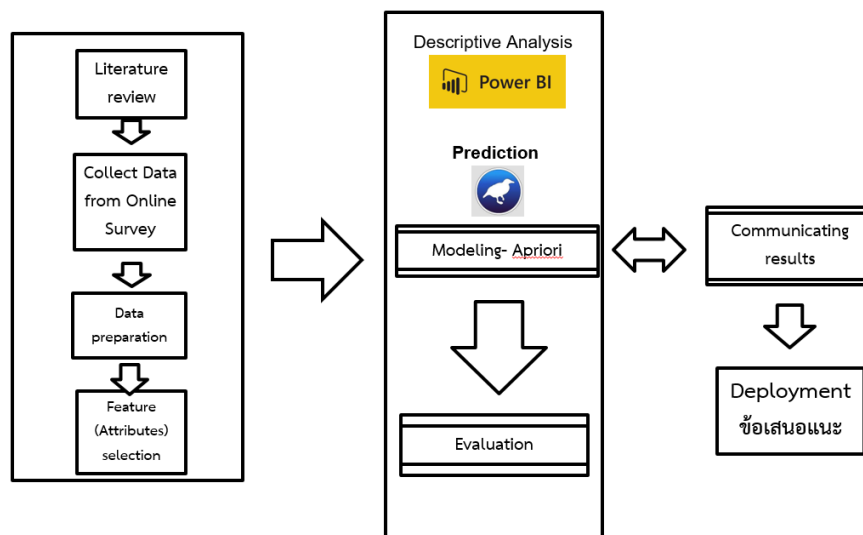 Literature
review
Collect Data
from Online
Survey
Data
preparation
Feature
(Attributes)
selection
Descriptive Analysis
Power BI
Prediction
Modeling- Apriori
Evaluation
Communicating
results
Deployment
ข้อเสนอแนะ